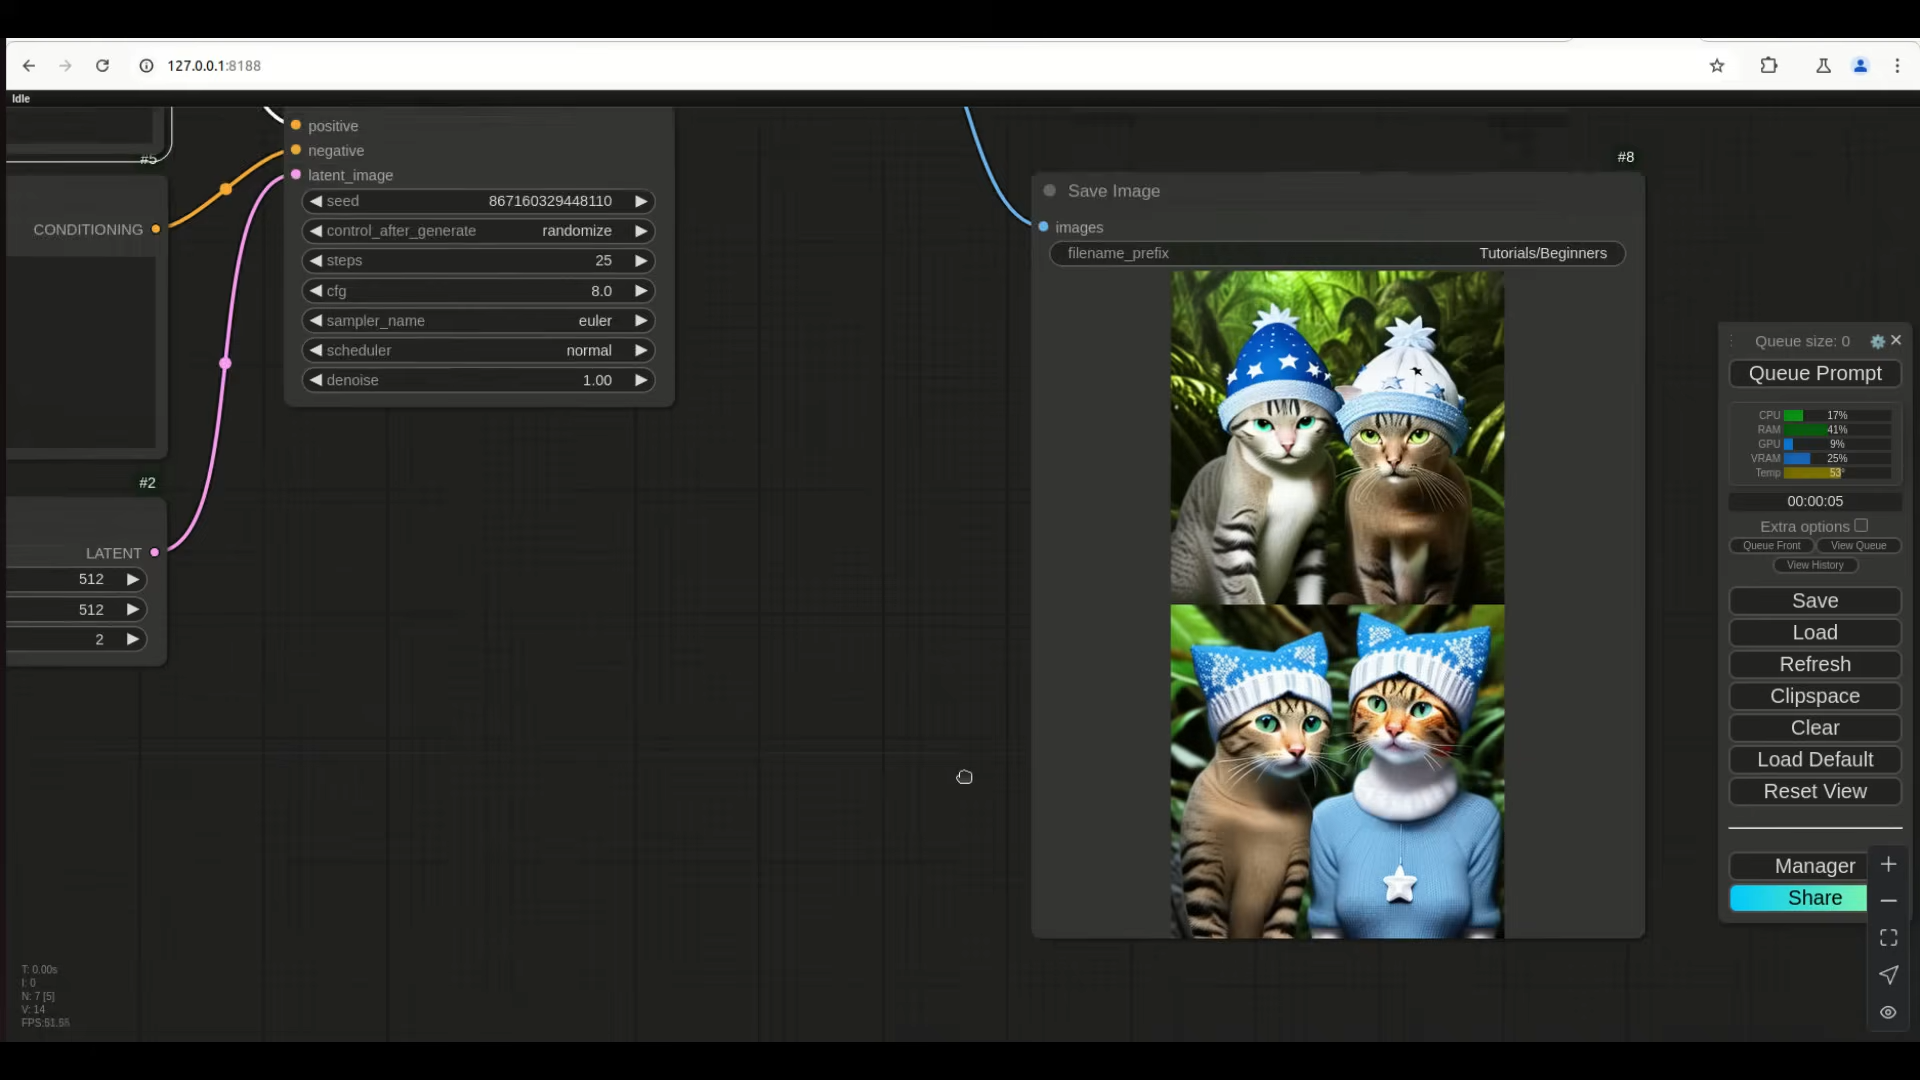 127.0.0.1:8188
Idle
positive
#5
negative
latent_image
CONDITIONING
seed 867160329448110
control_after_generate randomize
steps 25
cfg 8.0
sampler_name euler
scheduler normal
denoise 1.00
#2
LATENT
512
512
2
#8
Save Image
images
filename_prefix Tutorials/Beginners
Queue size: 0
Queue Prompt
CPU 17%
RAM 41%
GPU 9%
VRAM 25%
Temp 53°
00:00:05
Extra options
Queue Front View Queue
View History
Save
Load
Refresh
Clipspace
Clear
Load Default
Reset View
Manager
Share
T: 0.00s
I: 0
N: 7 [5]
V: 14